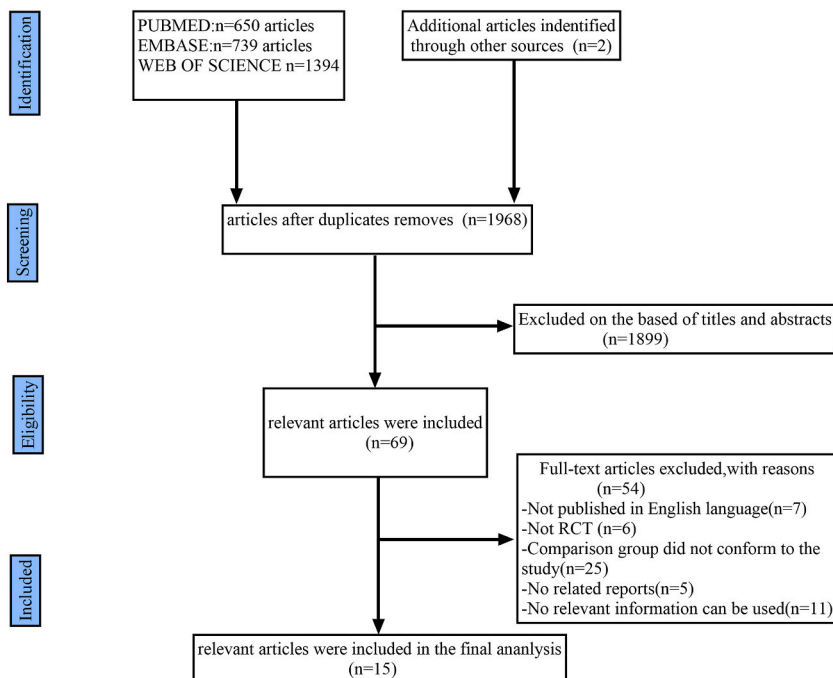 Identification
PUBMED:n=650 articles
EMBASE:n=739 articles
WEB OF SCIENCE n=1394
Additional articles indentified
through other sources (n=2)
Screening
articles after duplicates removes (n=1968)
Excluded on the based of titles and abstracts
(n=1899)
Eligibility
relevant articles were included
(n=69)
Full-text articles excluded,with reasons
(n=54)
-Not published in English language(n=7)
-Not RCT (n=6)
-Comparison group did not conform to the
study(n=25)
-No related reports(n=5)
-No relevant information can be used(n=11)
Included
relevant articles were included in the final ananlysis
(n=15)